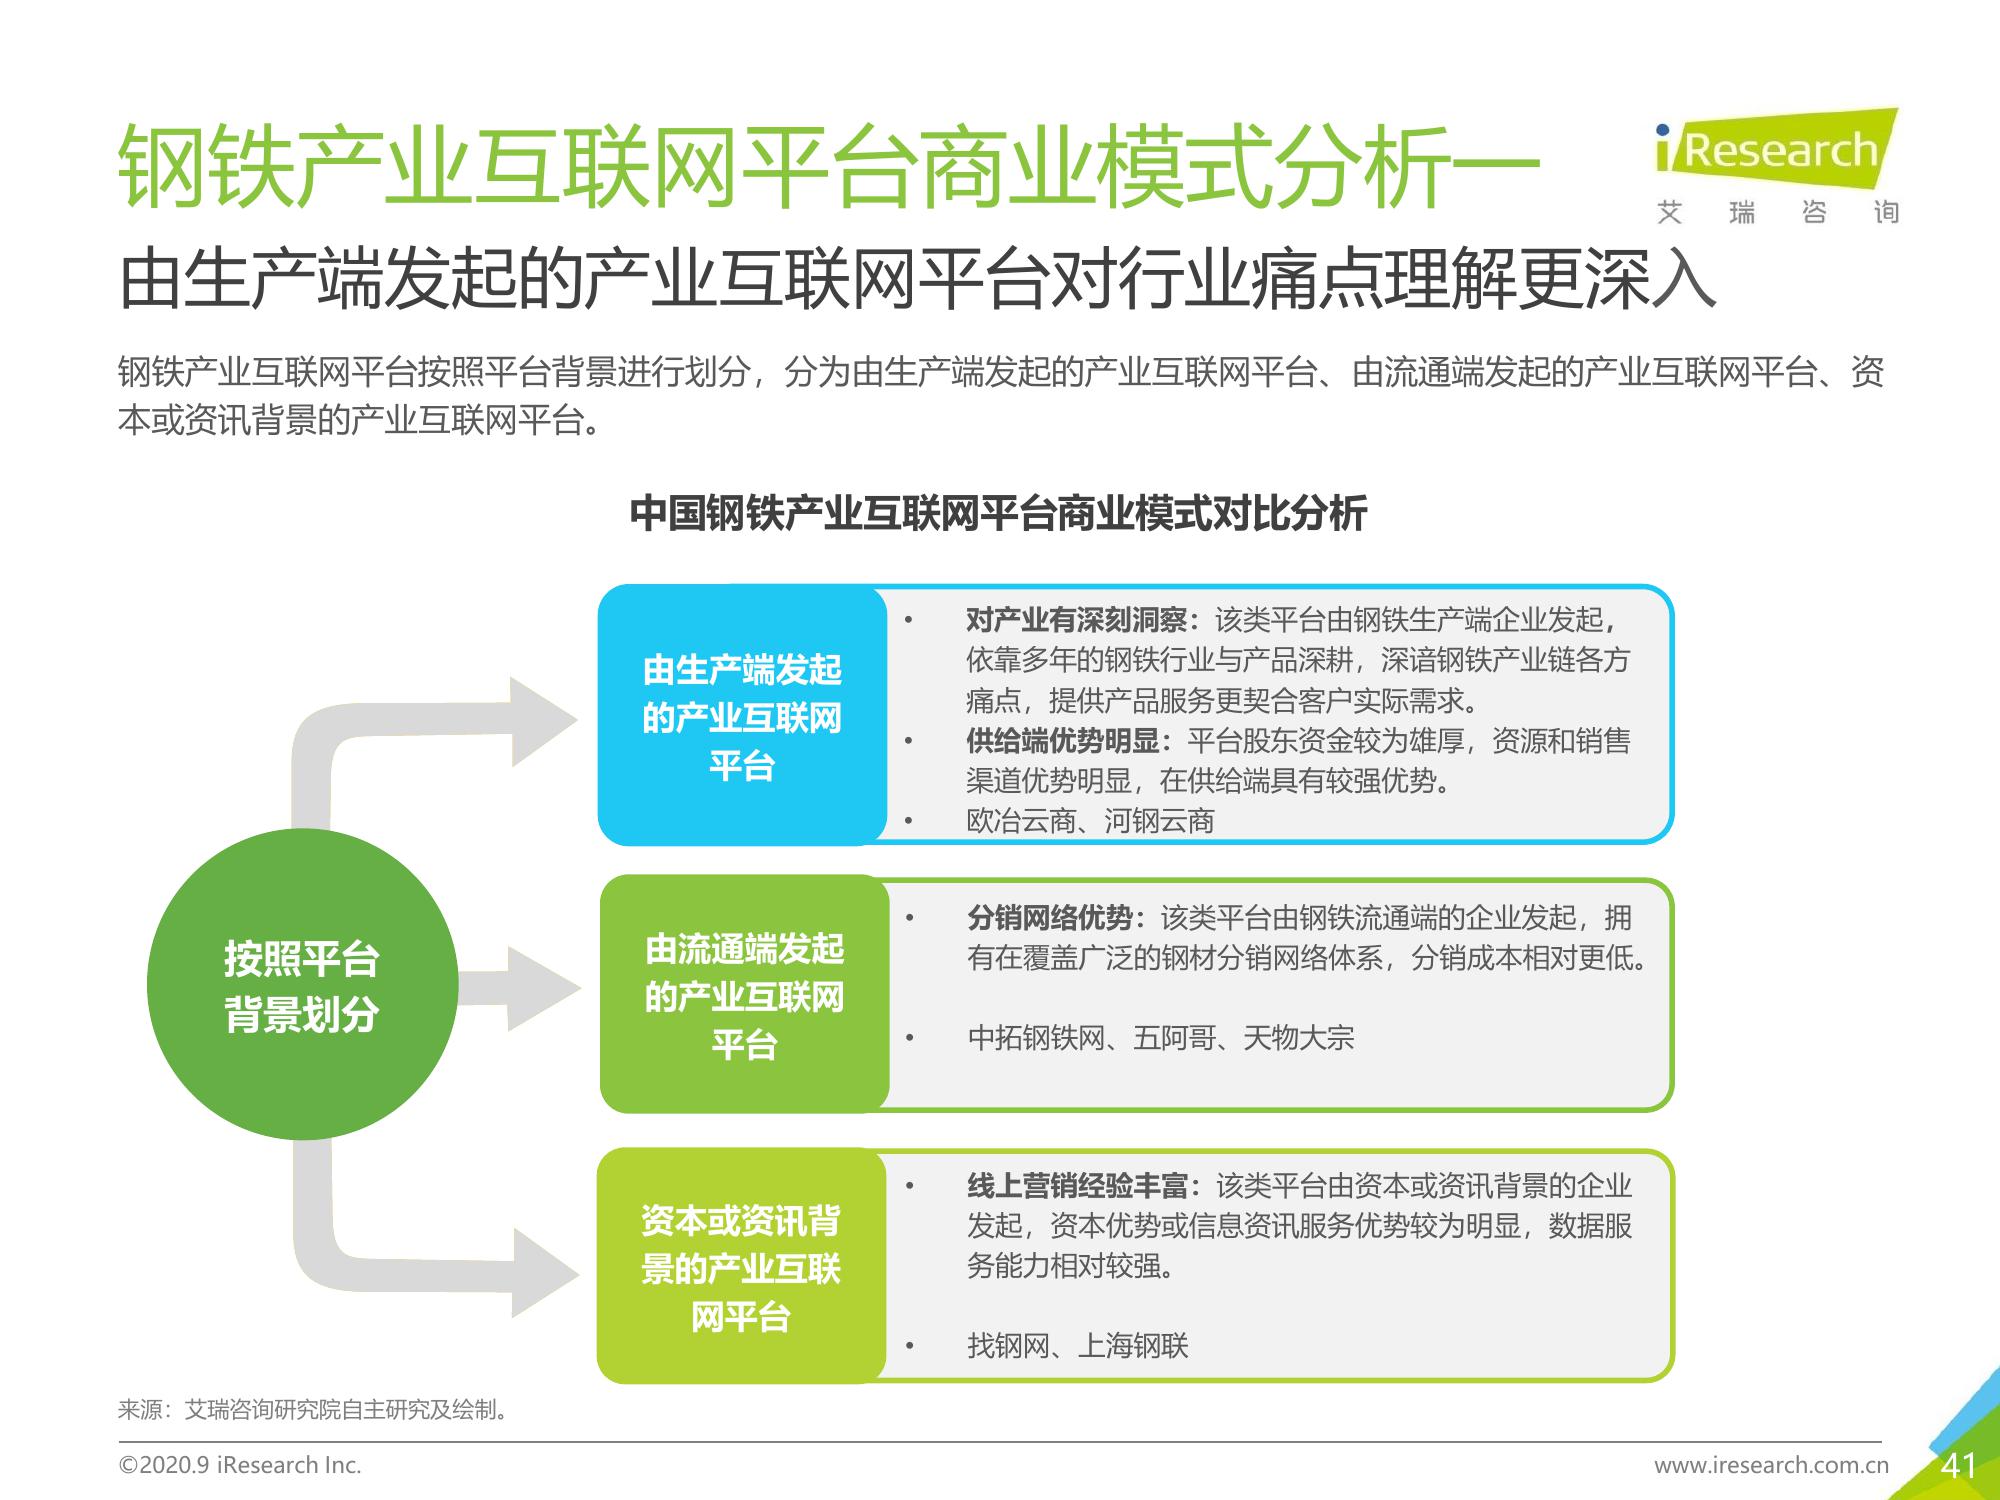 钢铁产业互联网平台商业模式分析一
iResearch
艾瑞咨询
由生产端发起的产业互联网平台对行业痛点理解更深入
钢铁产业互联网平台按照平台背景进行划分，分为由生产端发起的产业互联网平台、由流通端发起的产业互联网平台、资
本或资讯背景的产业互联网平台。
中国钢铁产业互联网平台商业模式对比分析
按照平台
背景划分
由生产端发起
的产业互联网
平台
• 对产业有深刻洞察：该类平台由钢铁生产端企业发起，
依靠多年的钢铁行业与产品深耕，深谙钢铁产业链各方
痛点，提供产品服务更契合客户实际需求。
• 供给端优势明显：平台股东资金较为雄厚，资源和销售
渠道优势明显，在供给端具有较强优势。
• 欧冶云商、河钢云商
由流通端发起
的产业互联网
平台
• 分销网络优势：该类平台由钢铁流通端的企业发起，拥
有在覆盖广泛的钢材分销网络体系，分销成本相对更低。
• 中拓钢铁网、五阿哥、天物大宗
资本或资讯背
景的产业互联
网平台
• 线上营销经验丰富：该类平台由资本或资讯背景的企业
发起，资本优势或信息资讯服务优势较为明显，数据服
务能力相对较强。
• 找钢网、上海钢联
来源：艾瑞咨询研究院自主研究及绘制。
©2020.9 iResearch Inc.
www.iresearch.com.cn
41